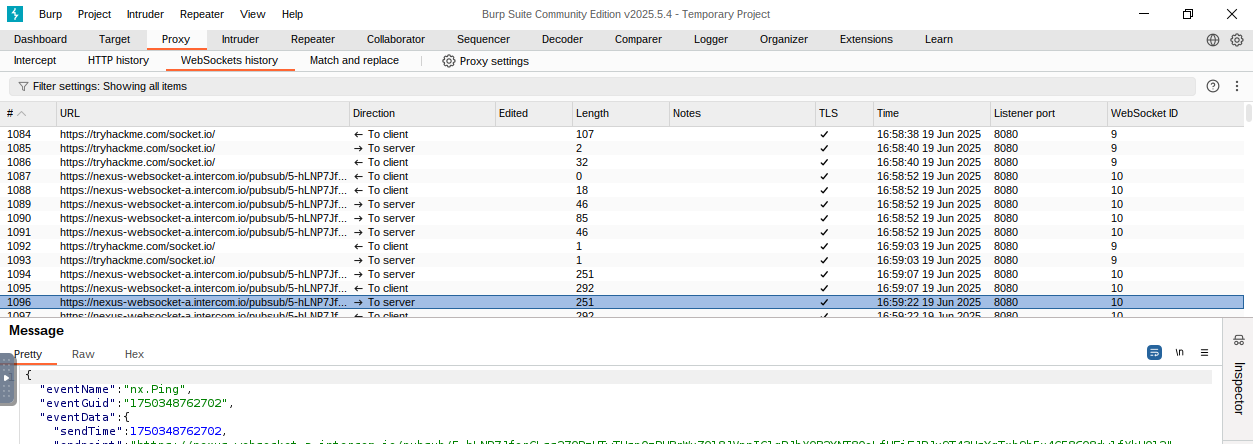 Burp Project Intruder Repeater View Help Burp Suite Community Edition v2025.5.4 - Temporary Project
Dashboard Target Proxy Intruder Repeater Collaborator Sequencer Decoder Comparer Logger Organizer Extensions Learn
Intercept HTTP history WebSockets history Match and replace Proxy settings
Filter settings: Showing all items
# URL Direction Edited Length Notes TLS Time Listener port WebSocket ID
1084 https://tryhackme.com/socket.io/ ← To client 107 ✓ 16:58:38 19 Jun 2025 8080 9
1085 https://tryhackme.com/socket.io/ → To server 2 ✓ 16:58:40 19 Jun 2025 8080 9
1086 https://tryhackme.com/socket.io/ ← To client 32 ✓ 16:58:40 19 Jun 2025 8080 9
1087 https://nexus-websocket-a.intercom.io/pubsub/5-hLNP7Jf... ← To client 0 ✓ 16:58:52 19 Jun 2025 8080 10
1088 https://nexus-websocket-a.intercom.io/pubsub/5-hLNP7Jf... ← To client 18 ✓ 16:58:52 19 Jun 2025 8080 10
1089 https://nexus-websocket-a.intercom.io/pubsub/5-hLNP7Jf... → To server 46 ✓ 16:58:52 19 Jun 2025 8080 10
1090 https://nexus-websocket-a.intercom.io/pubsub/5-hLNP7Jf... → To server 85 ✓ 16:58:52 19 Jun 2025 8080 10
1091 https://nexus-websocket-a.intercom.io/pubsub/5-hLNP7Jf... → To server 46 ✓ 16:58:52 19 Jun 2025 8080 10
1092 https://tryhackme.com/socket.io/ ← To client 1 ✓ 16:59:03 19 Jun 2025 8080 9
1093 https://tryhackme.com/socket.io/ → To server 1 ✓ 16:59:03 19 Jun 2025 8080 9
1094 https://nexus-websocket-a.intercom.io/pubsub/5-hLNP7Jf... → To server 251 ✓ 16:59:07 19 Jun 2025 8080 10
1095 https://nexus-websocket-a.intercom.io/pubsub/5-hLNP7Jf... ← To client 292 ✓ 16:59:07 19 Jun 2025 8080 10
1096 https://nexus-websocket-a.intercom.io/pubsub/5-hLNP7Jf... → To server 251 ✓ 16:59:22 19 Jun 2025 8080 10
1097 https://nexus-websocket-a.intercom.io/pubsub/5-hLNP7Jf... ← To client 292 ✓ 16:59:22 19 Jun 2025 8080 10
Message
Pretty Raw Hex \n
{
"eventName":"nx.Ping",
"eventGuid":"1750348762702",
"eventData":{
"sendTime":1750348762702,
Inspector